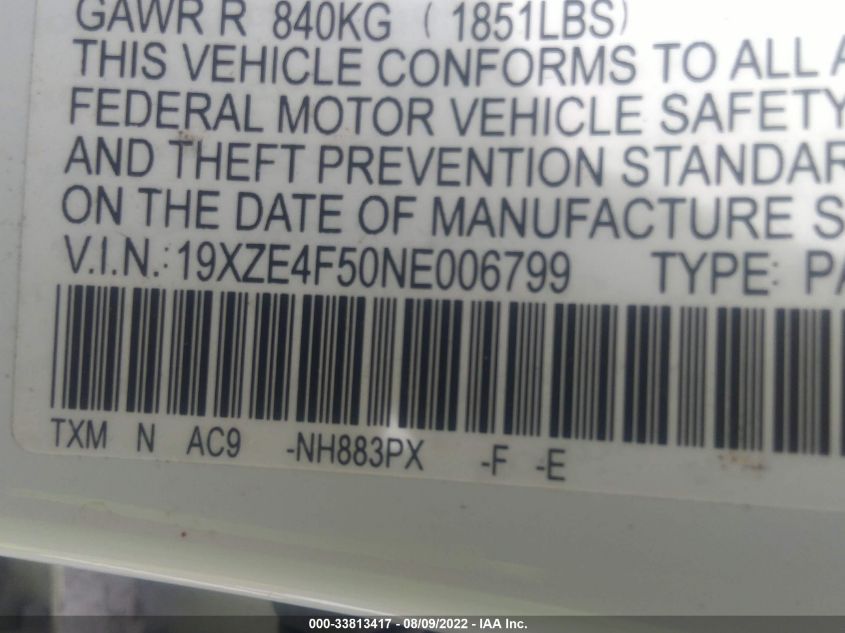 GAWR R 840KG ( 1851LBS)
THIS VEHICLE CONFORMS TO ALL
FEDERAL MOTOR VEHICLE SAFETY
AND THEFT PREVENTION STANDAR
ON THE DATE OF MANUFACTURE S
V.I.N.: 19XZE4F50NE006799 TYPE: PA
TXM N AC9 -NH883PX -F -E
000-33813417 - 08/09/2022 - IAA Inc.